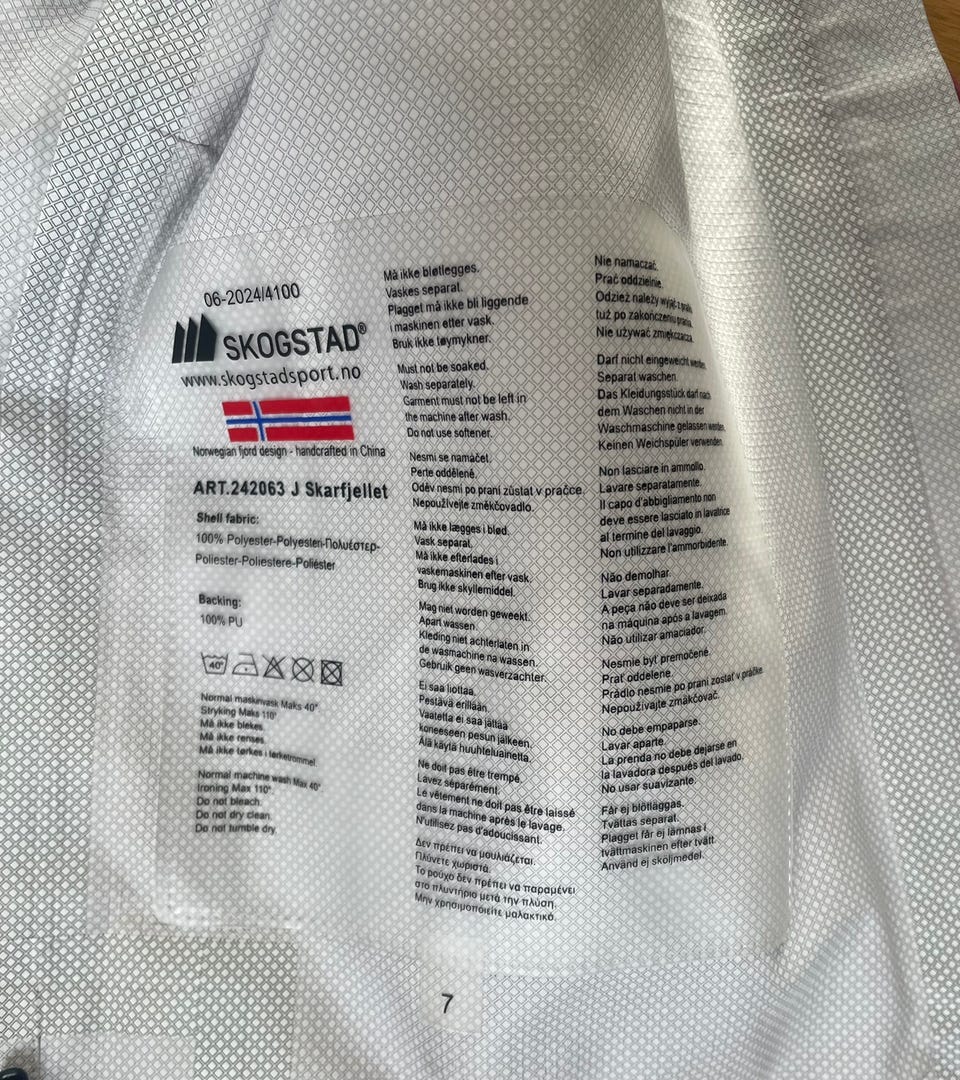 06-2024/4100
SKOGSTAD®
www.skogstadsport.no
Norwegian fjord design - handcrafted in China
ART.242063 J Skarfjellet
Shell fabric:
100% Polyester-Polyesteri-Πολυέστερ-
Poliester-Poliestere-Poliéster
Backing:
100% PU
40°
Normal maskinvask Maks 40°
Stryking Maks 110°
Må ikke blekes.
Må ikke renses.
Må ikke tørkes i tørketrommel
Normal machine wash Max 40°
Ironing Max 110°
Do not bleach.
Do not dry clean.
Do not tumble dry.
Må ikke bløtlegges.
Vaskes separat.
Plagget må ikke bli liggende
i maskinen etter vask.
Bruk ikke tøymykner.
Must not be soaked.
Wash separately.
Garment must not be left in
the machine after wash.
Do not use softener.
Nesmi se namáčet.
Perte oddělené.
Oděv nesmi po praní zůstat v pračce.
Nepoužívejte změkčovadlo.
Må ikke lægges i blød.
Vask separat.
Må ikke efterlades i
vaskemaskinen efter vask.
Brug ikke skyllemiddel.
Mag niet worden geweekt.
Apart wassen.
Kleding niet achterlaten in
de wasmachine na wassen.
Gebruik geen wasverzachter.
Ei saa liottaa.
Pestävä erillään.
Vaatetta ei saa jättää
koneeseen pesun jälkeen.
Älä käytä huuhteluainetta.
Ne doit pas être trempé.
Lavez séparément.
Le vêtement ne doit pas être laissé
dans la machine après le lavage.
N'utilisez pas d'adoucissant.
Δεν πρέπει να μουλιάζεται.
Πλύνετε χωριστά.
Το ρούχο δεν πρέπει να παραμένει
στο πλυντήριο μετά την πλύση.
Μην χρησιμοποιείτε μαλακτικό.
Nie namaczać.
Prać oddzielnie.
Odzież należy wyjąć z pralki
tuż po zakończeniu prania.
Nie używać zmiękczacza.
Darf nicht eingeweicht werden.
Separat waschen.
Das Kleidungsstück darf nach
dem Waschen nicht in der
Waschmaschine gelassen werden.
Keinen Weichspüler verwenden.
Non lasciare in ammollo.
Lavare separatamente.
Il capo d'abbigliamento non
deve essere lasciato in lavatrice
al termine del lavaggio.
Non utilizzare l'ammorbidente.
Não demolhar.
Lavar separadamente.
A peça não deve ser deixada
na máquina após a lavagem.
Não utilizar amaciador.
Nesmie byť premočené.
Prať oddelene.
Prádlo nesmie po praní zostať v práčke
Nepoužívajte zmäkčovač.
No debe empaparse.
Lavar aparte.
La prenda no debe dejarse en
la lavadora después del lavado.
No usar suavizante.
Får ej blötläggas.
Tvättas separat.
Plagget får ej lämnas i
tvättmaskinen efter tvätt.
Använd ej sköljmedel.
7